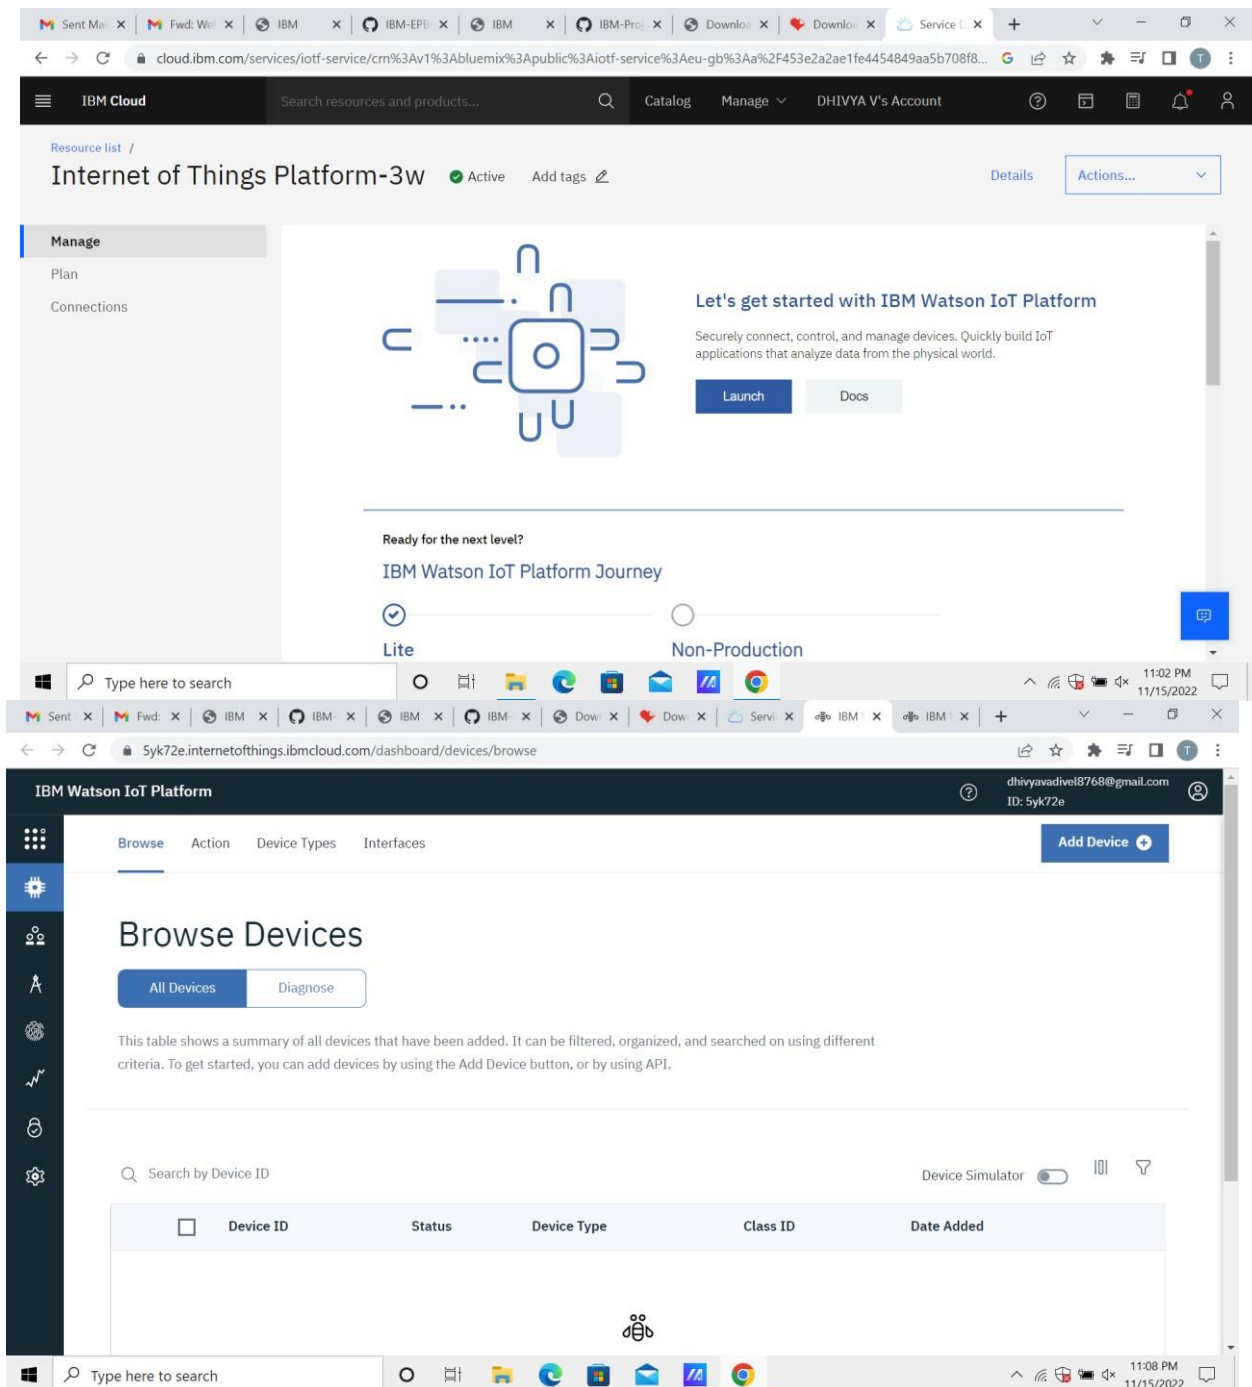 Sent Mai Fwd: We IBM IBM-EPB IBM IBM-Proj Downloa Downloa Service D
cloud.ibm.com/services/iotf-service/crn%3Av1%3Abluemix%3Apublic%3Aiotf-service%3Aeu-gb%3Aa%2F453e2a2ae1fe4454849aa5b708f8...
IBM Cloud Search resources and products... Catalog Manage DHIVYA V's Account
Resource list /
Internet of Things Platform-3w Active Add tags Details Actions...
Manage
Plan
Connections
Let's get started with IBM Watson IoT Platform
Securely connect, control, and manage devices. Quickly build IoT
applications that analyze data from the physical world.
Launch Docs
Ready for the next level?
IBM Watson IoT Platform Journey
Lite Non-Production
Type here to search 11:02 PM
11/15/2022
Sent Fwd: IBM IBM- IBM IBM- Dow Dow Servi IBM IBM
5yk72e.internetofthings.ibmcloud.com/dashboard/devices/browse
IBM Watson IoT Platform dhivyavadivel8768@gmail.com
ID: 5yk72e
Browse Action Device Types Interfaces Add Device
Browse Devices
All Devices Diagnose
This table shows a summary of all devices that have been added. It can be filtered, organized, and searched on using different
criteria. To get started, you can add devices by using the Add Device button, or by using API.
Search by Device ID Device Simulator
Device ID Status Device Type Class ID Date Added
Type here to search 11:08 PM
11/15/2022